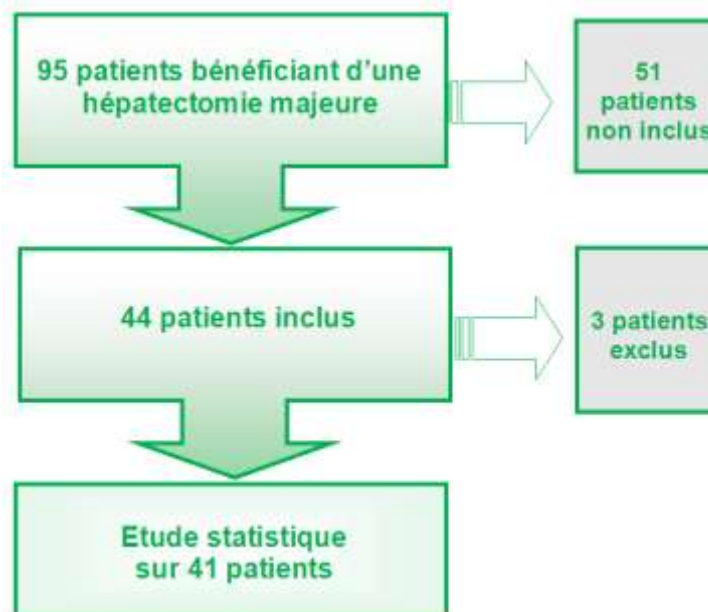 95 patients bénéficiant d'une
hépatectomie majeure
51
patients
non inclus
44 patients inclus
3 patients
exclus
Etude statistique
sur 41 patients